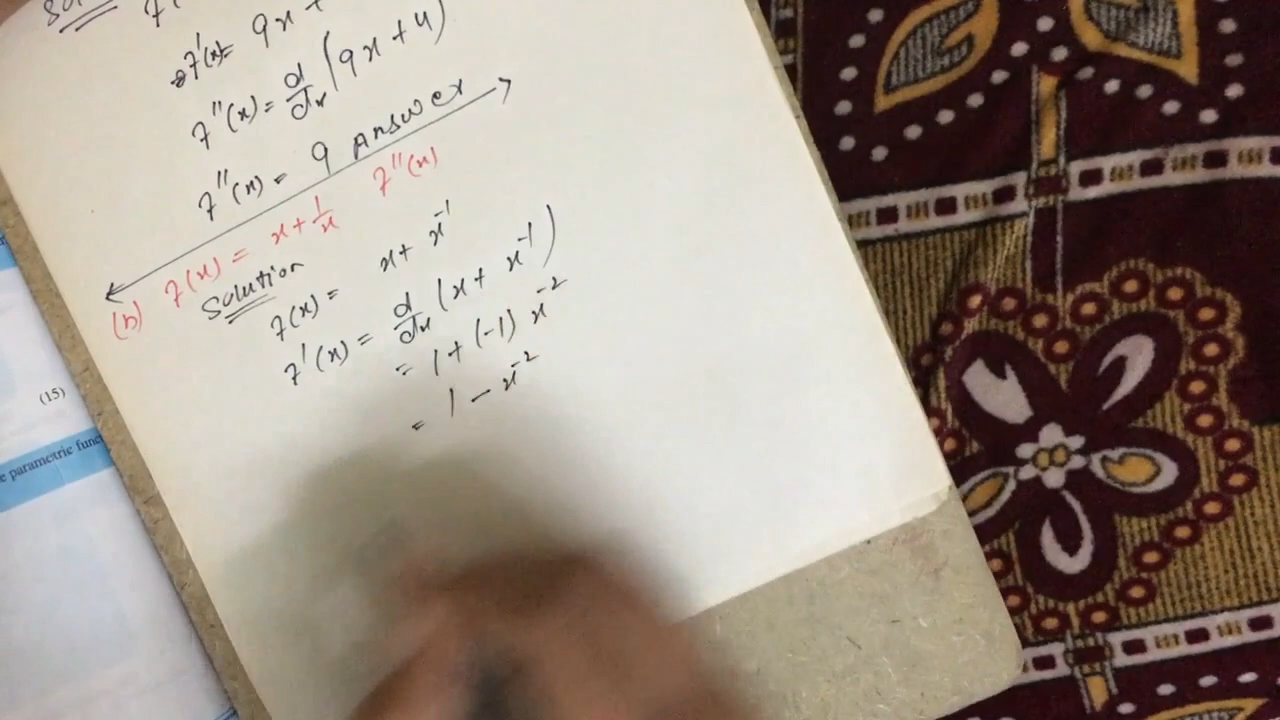 f'(x) = 9x +
f''(x) = d/dx (9x + 4)
f''(x) = 9 Answer
(b) f(x) = x + 1/x f''(x)
Solution
f(x) = x + x⁻¹
f'(x) = d/dx (x + x⁻¹)
= 1 + (-1) x⁻²
= 1 - x⁻²
(15)
e parametric func